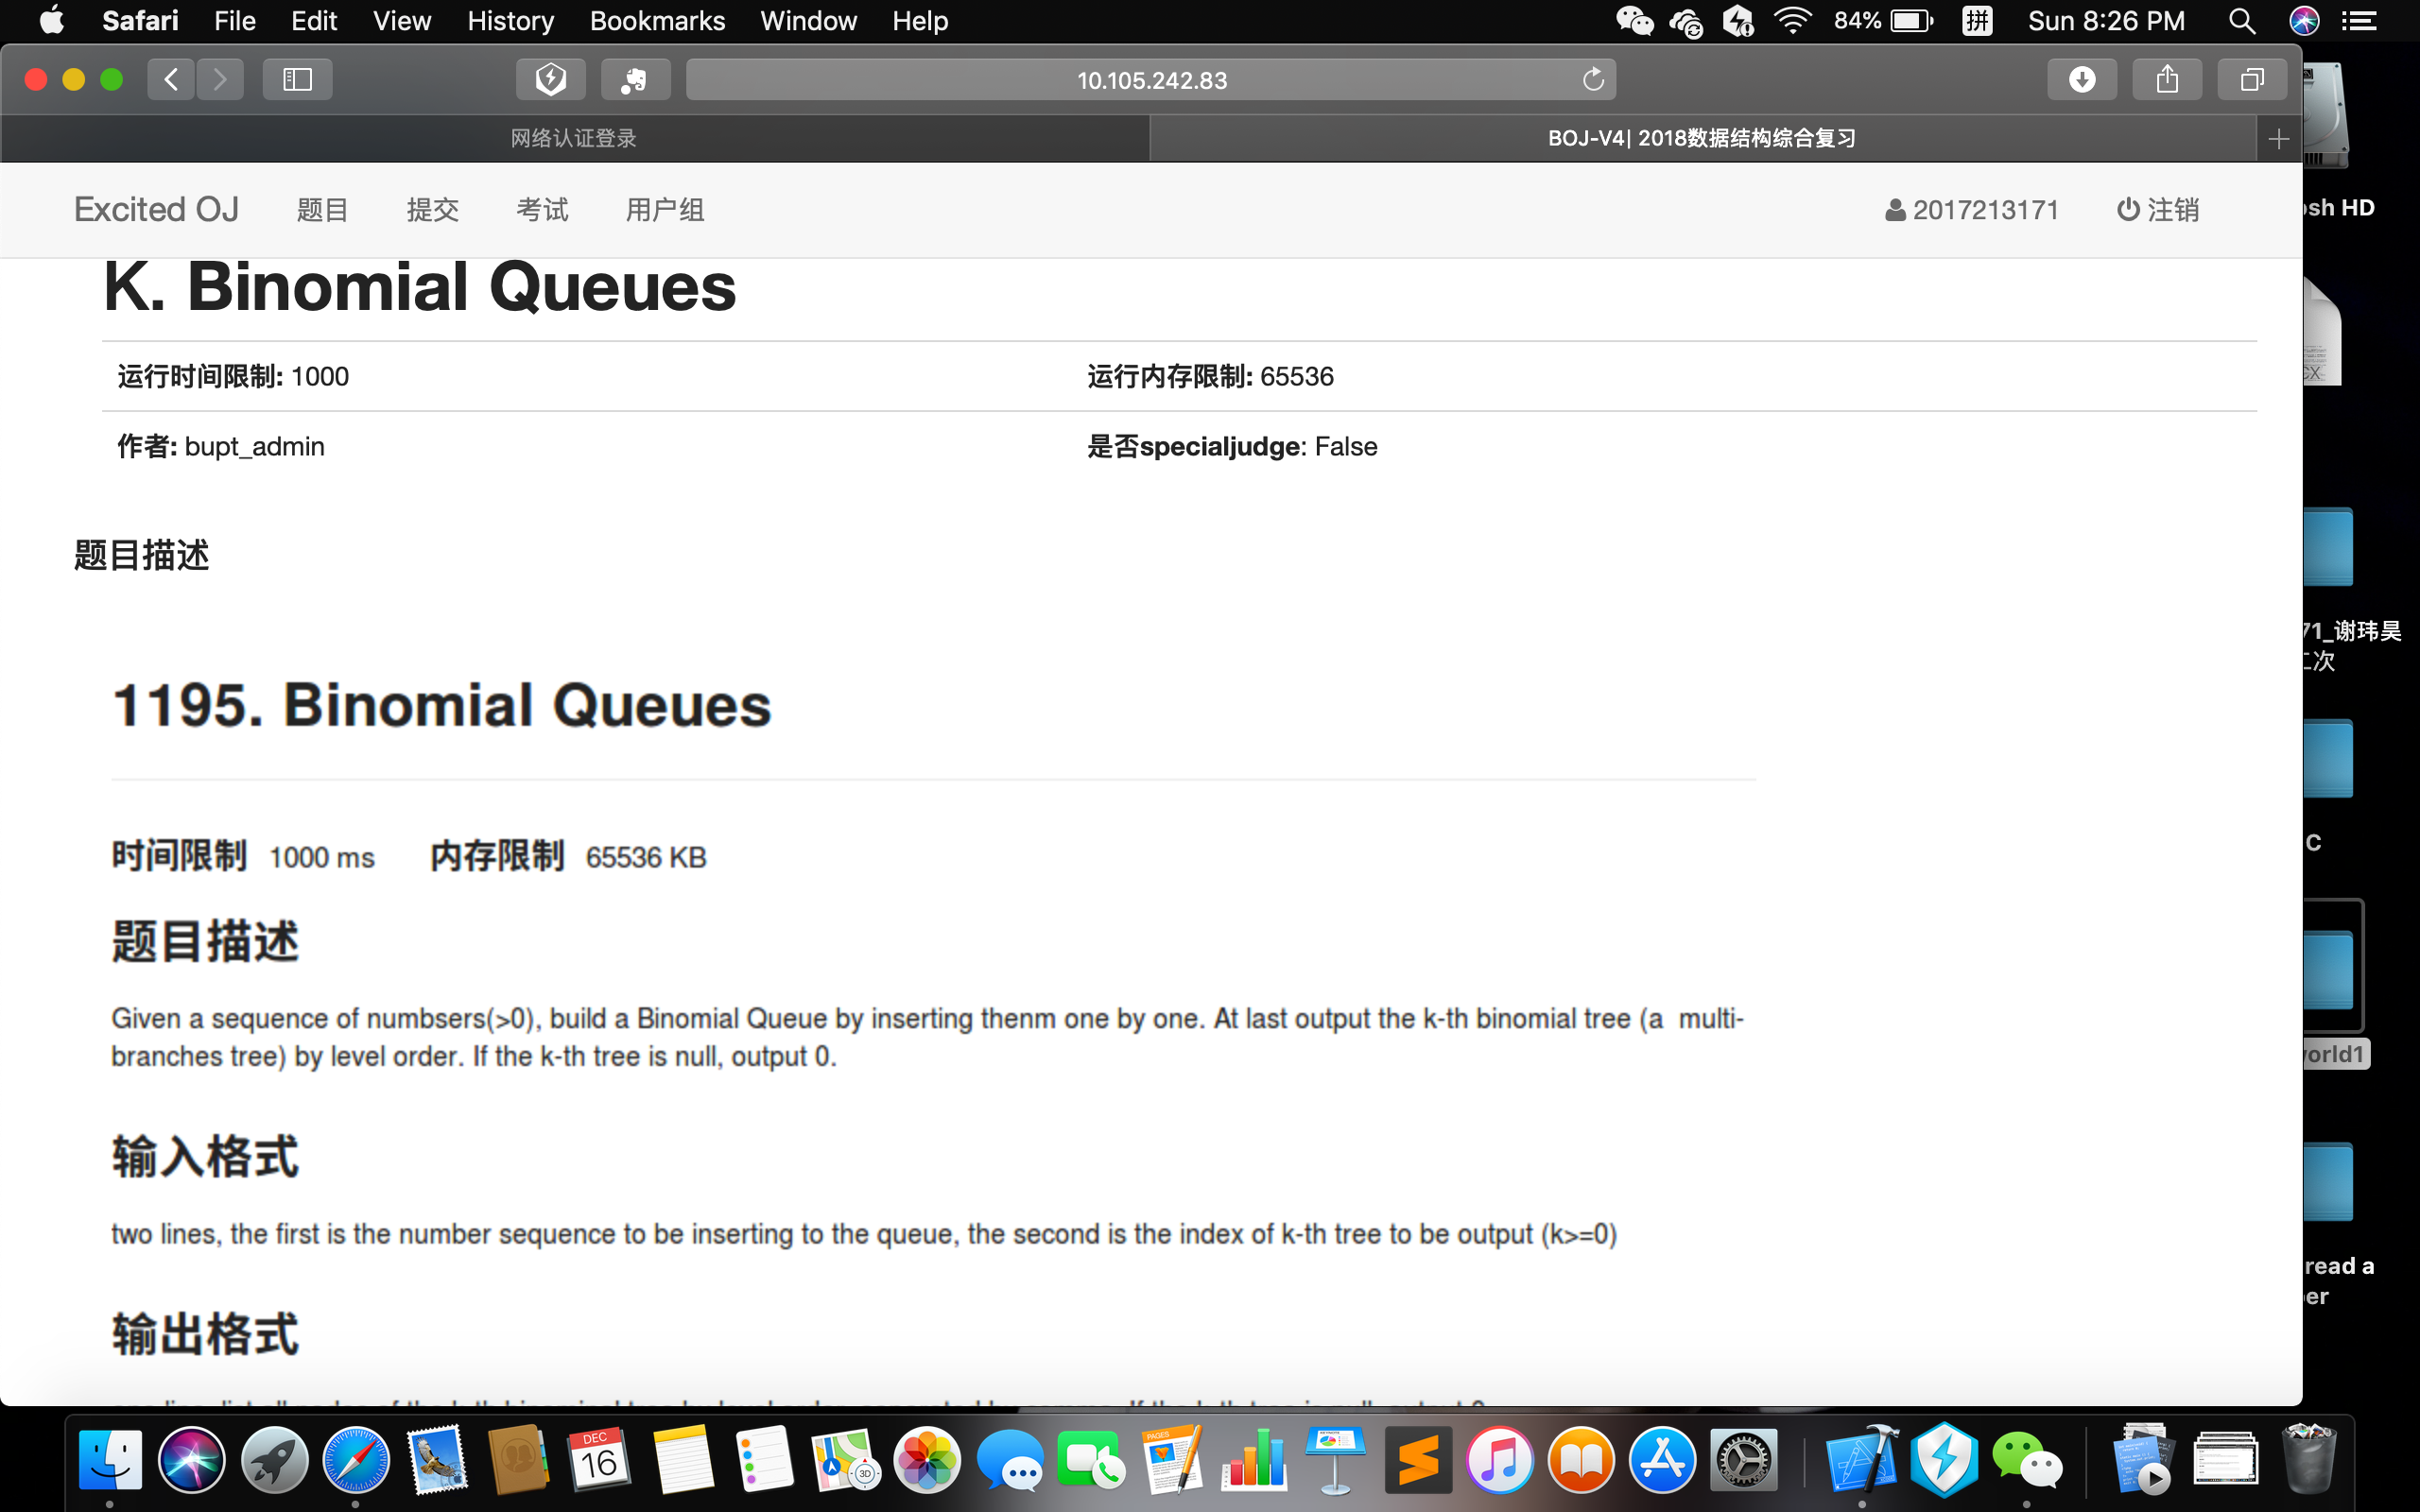 Safari File Edit View History Bookmarks Window Help 84% 拼 Sun 8:26 PM
10.105.242.83
网络认证登录
BOJ-V4| 2018数据结构综合复习
Excited OJ 题目 提交 考试 用户组 2017213171 注销
K. Binomial Queues
运行时间限制: 1000 运行内存限制: 65536
作者: bupt_admin 是否specialjudge: False
题目描述
1195. Binomial Queues
时间限制 1000 ms 内存限制 65536 KB
题目描述
Given a sequence of numbsers(>0), build a Binomial Queue by inserting thenm one by one. At last output the k-th binomial tree (a multi-
branches tree) by level order. If the k-th tree is null, output 0.
输入格式
two lines, the first is the number sequence to be inserting to the queue, the second is the index of k-th tree to be output (k>=0)
输出格式
osh HD
CX
71_谢玮昊
二次
C
vorld1
read a
per
DEC
16
PAGES
3D